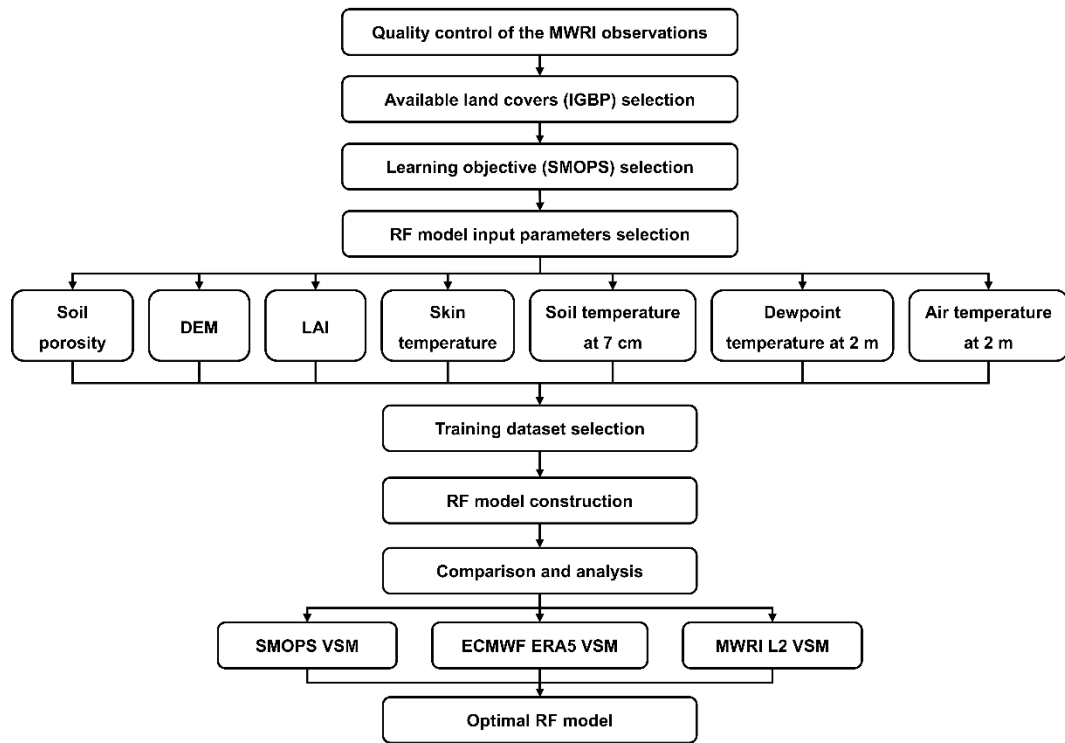 Quality control of the MWRI observations
Available land covers (IGBP) selection
Learning objective (SMOPS) selection
RF model input parameters selection
Soil
porosity
DEM
LAI
Skin
temperature
Soil temperature
at 7 cm
Dewpoint
temperature at 2 m
Air temperature
at 2 m
Training dataset selection
RF model construction
Comparison and analysis
SMOPS VSM
ECMWF ERA5 VSM
MWRI L2 VSM
Optimal RF model